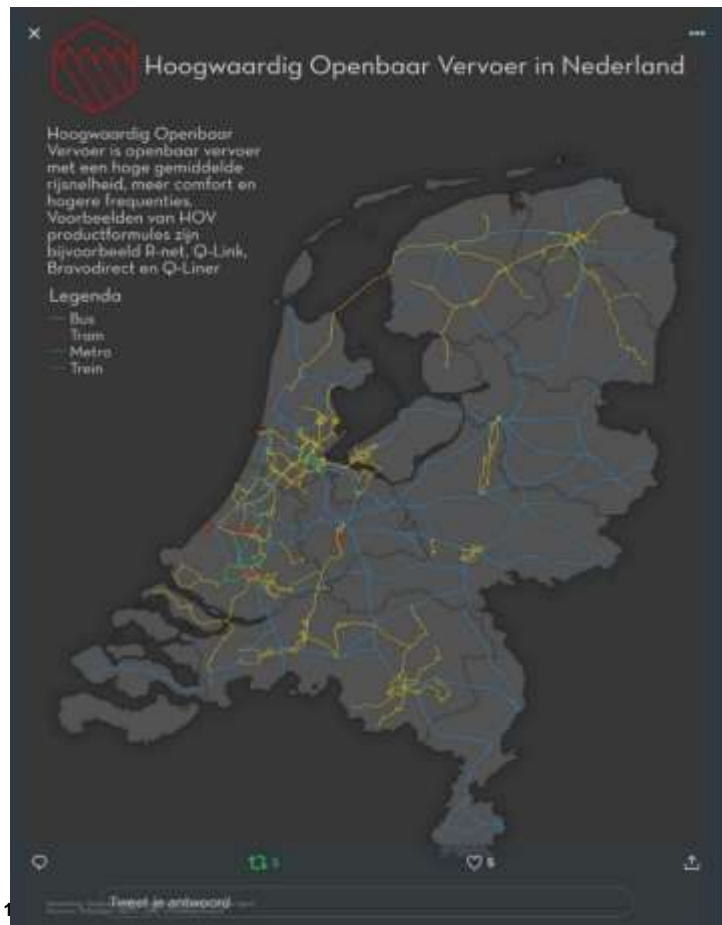 Hoogwaardig Openbaar Vervoer in Nederland
Hoogwaardig Openbaar
Vervoer is openbaar vervoer
met een hoge gemiddelde
rijsnelheid, meer comfort en
hogere frequenties.
Voorbeelden van HOV
productformules zijn
bijvoorbeeld R-net, Q-Link,
Bravodirect en Q-Liner
Legenda
Bus
Tram
Metro
Trein
Tweet je antwoord
1